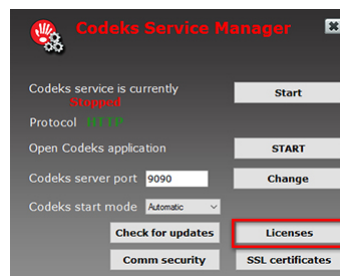 Codeks Service Manager
Codeks service is currently
Stopped
Start
Protocol HTTP
Open Codeks application
START
Codeks server port 9090
Change
Codeks start mode Automatic
Check for updates
Licenses
Comm security
SSL certificates